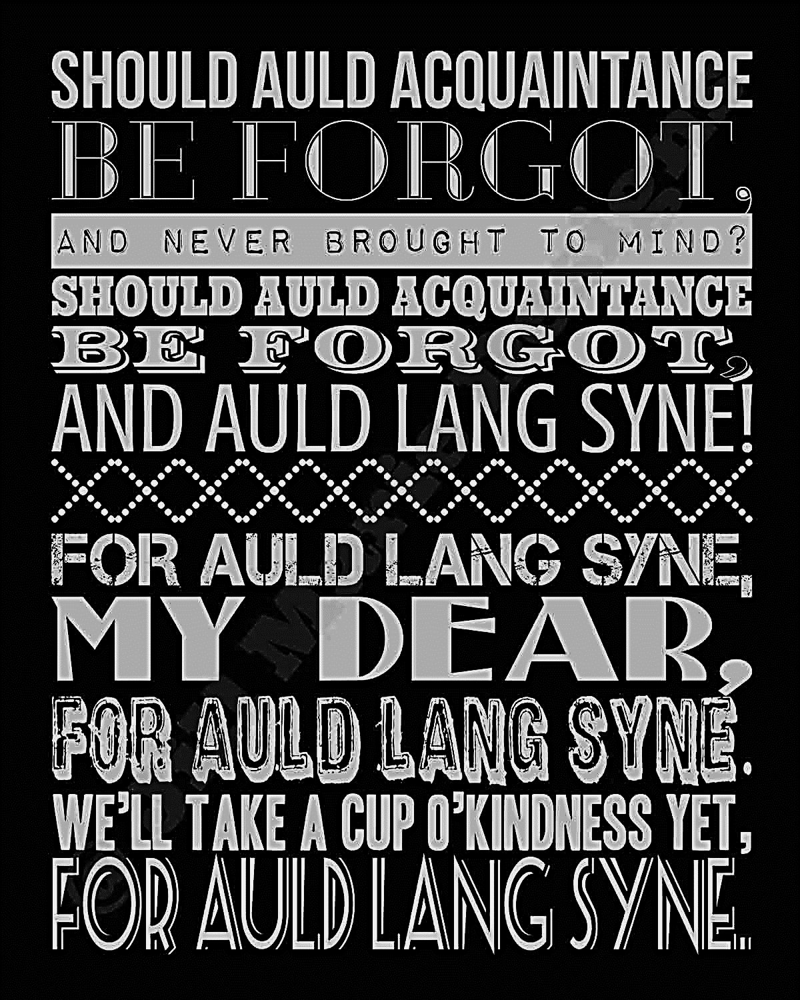 SHOULD AULD ACQUAINTANCE
BE FORGOT,
AND NEVER BROUGHT TO MIND?
SHOULD AULD ACQUAINTANCE
BE FORGOT,
AND AULD LANG SYNE!
FOR AULD LANG SYNE,
MY DEAR,
FOR AULD LANG SYNE.
WE'LL TAKE A CUP O'KINDNESS YET,
FOR AULD LANG SYNE..